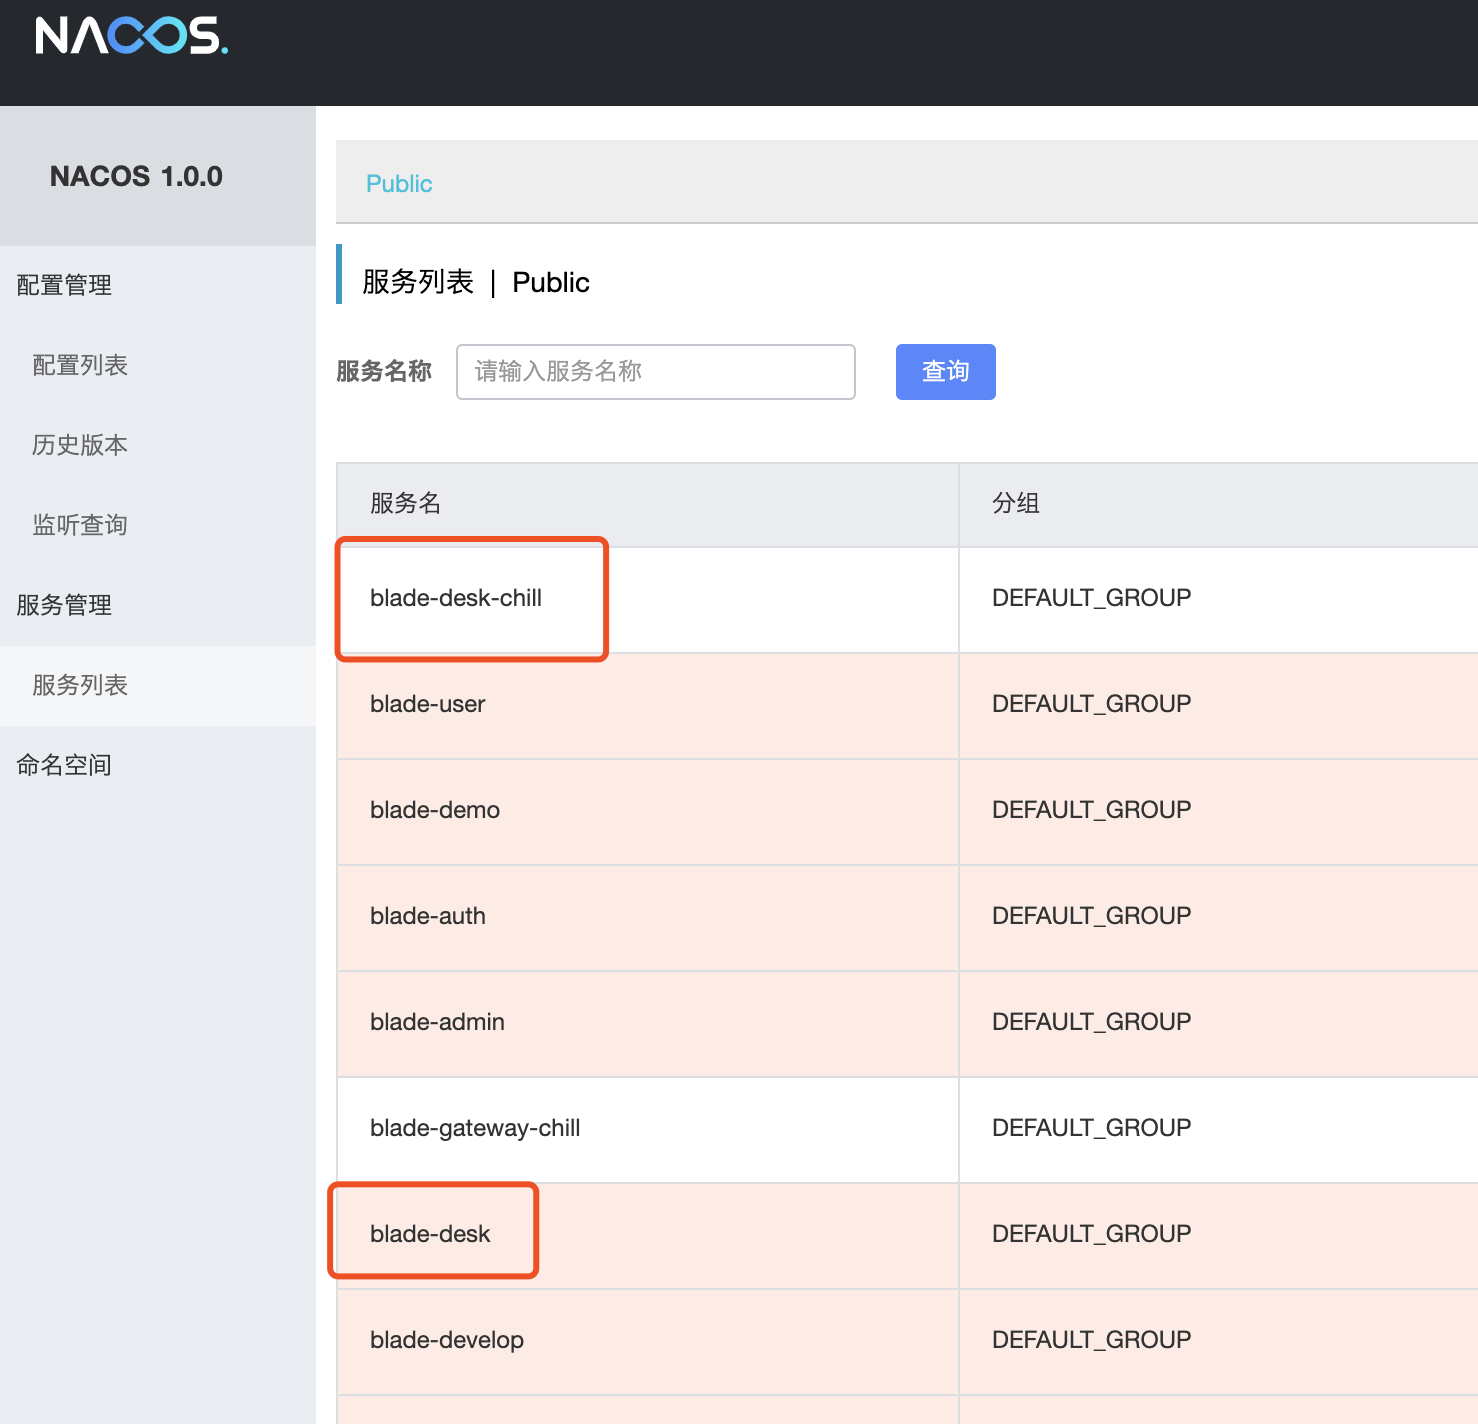 NACOS.
NACOS 1.0.0
配置管理
配置列表
历史版本
监听查询
服务管理
服务列表
命名空间
Public
服务列表 | Public
服务名称 请输入服务名称 查询
服务名 分组
blade-desk-chill DEFAULT_GROUP
blade-user DEFAULT_GROUP
blade-demo DEFAULT_GROUP
blade-auth DEFAULT_GROUP
blade-admin DEFAULT_GROUP
blade-gateway-chill DEFAULT_GROUP
blade-desk DEFAULT_GROUP
blade-develop DEFAULT_GROUP